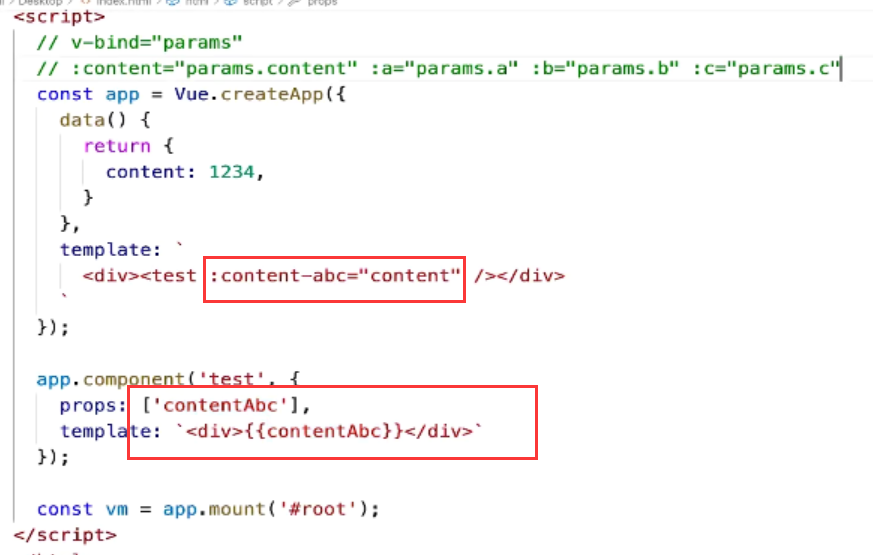 Desktop > index.html > html > script > props
<script>
// v-bind="params"
// :content="params.content" :a="params.a" :b="params.b" :c="params.c"
const app = Vue.createApp({
data() {
return {
content: 1234,
}
},
template: `
<div><test :content-abc="content" /></div>
`
});
app.component('test', {
props: ['contentAbc'],
template: `<div>{{contentAbc}}</div>`
});
const vm = app.mount('#root');
</script>